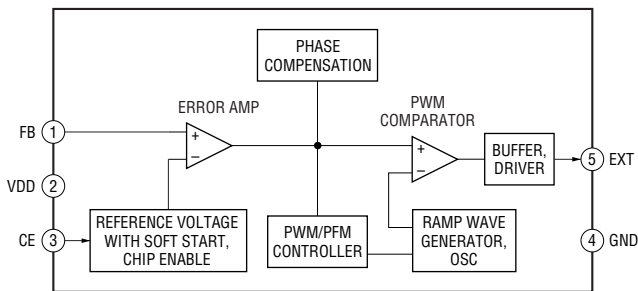 PHASE
COMPENSATION
ERROR AMP
PWM
COMPARATOR
FB 1
+
−
+
−
BUFFER,
DRIVER
5 EXT
VDD 2
CE 3
REFERENCE VOLTAGE
WITH SOFT START,
CHIP ENABLE
PWM/PFM
CONTROLLER
RAMP WAVE
GENERATOR,
OSC
4 GND